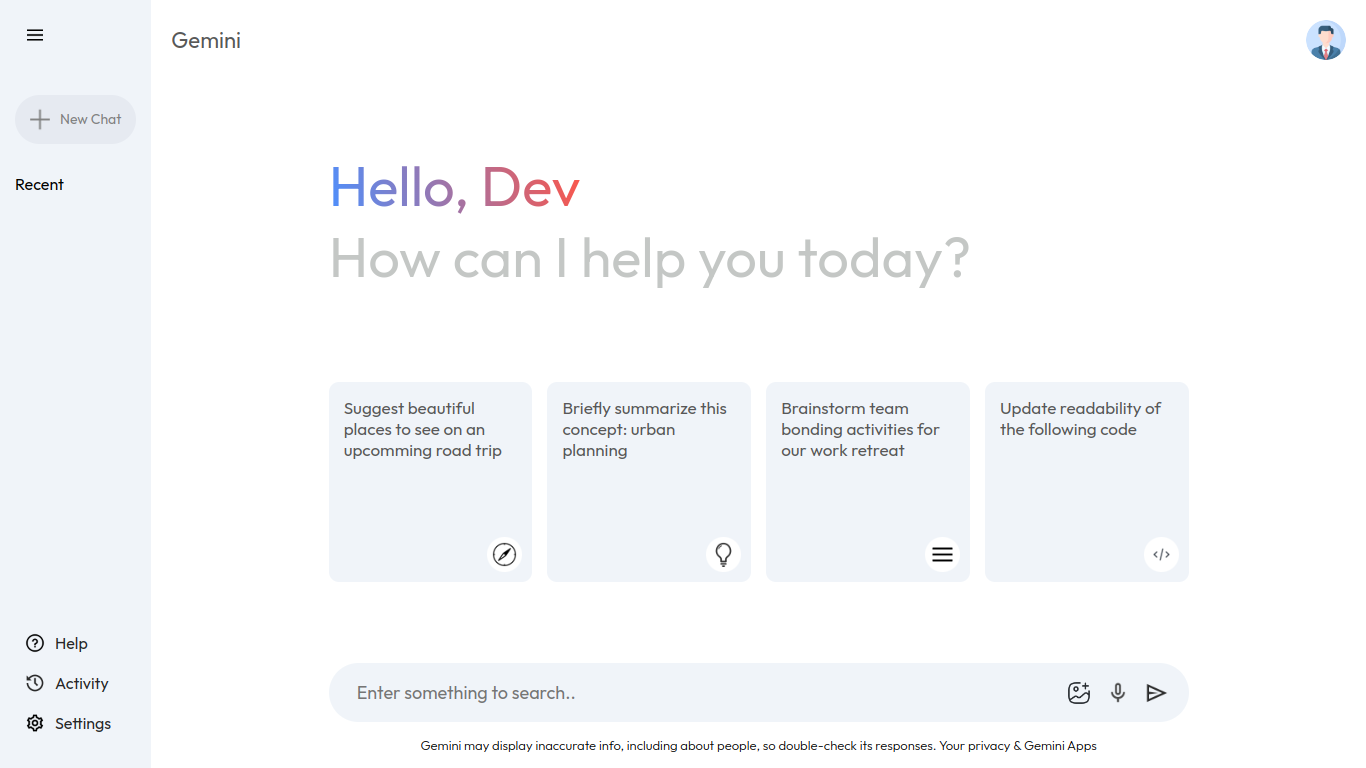 Gemini
New Chat
Recent
Hello, Dev
How can I help you today?
Suggest beautiful
places to see on an
upcomming road trip
Briefly summarize this
concept: urban
planning
Brainstorm team
bonding activities for
our work retreat
Update readability of
the following code
</>
Help
Activity
Settings
Enter something to search..
Gemini may display inaccurate info, including about people, so double-check its responses. Your privacy & Gemini Apps